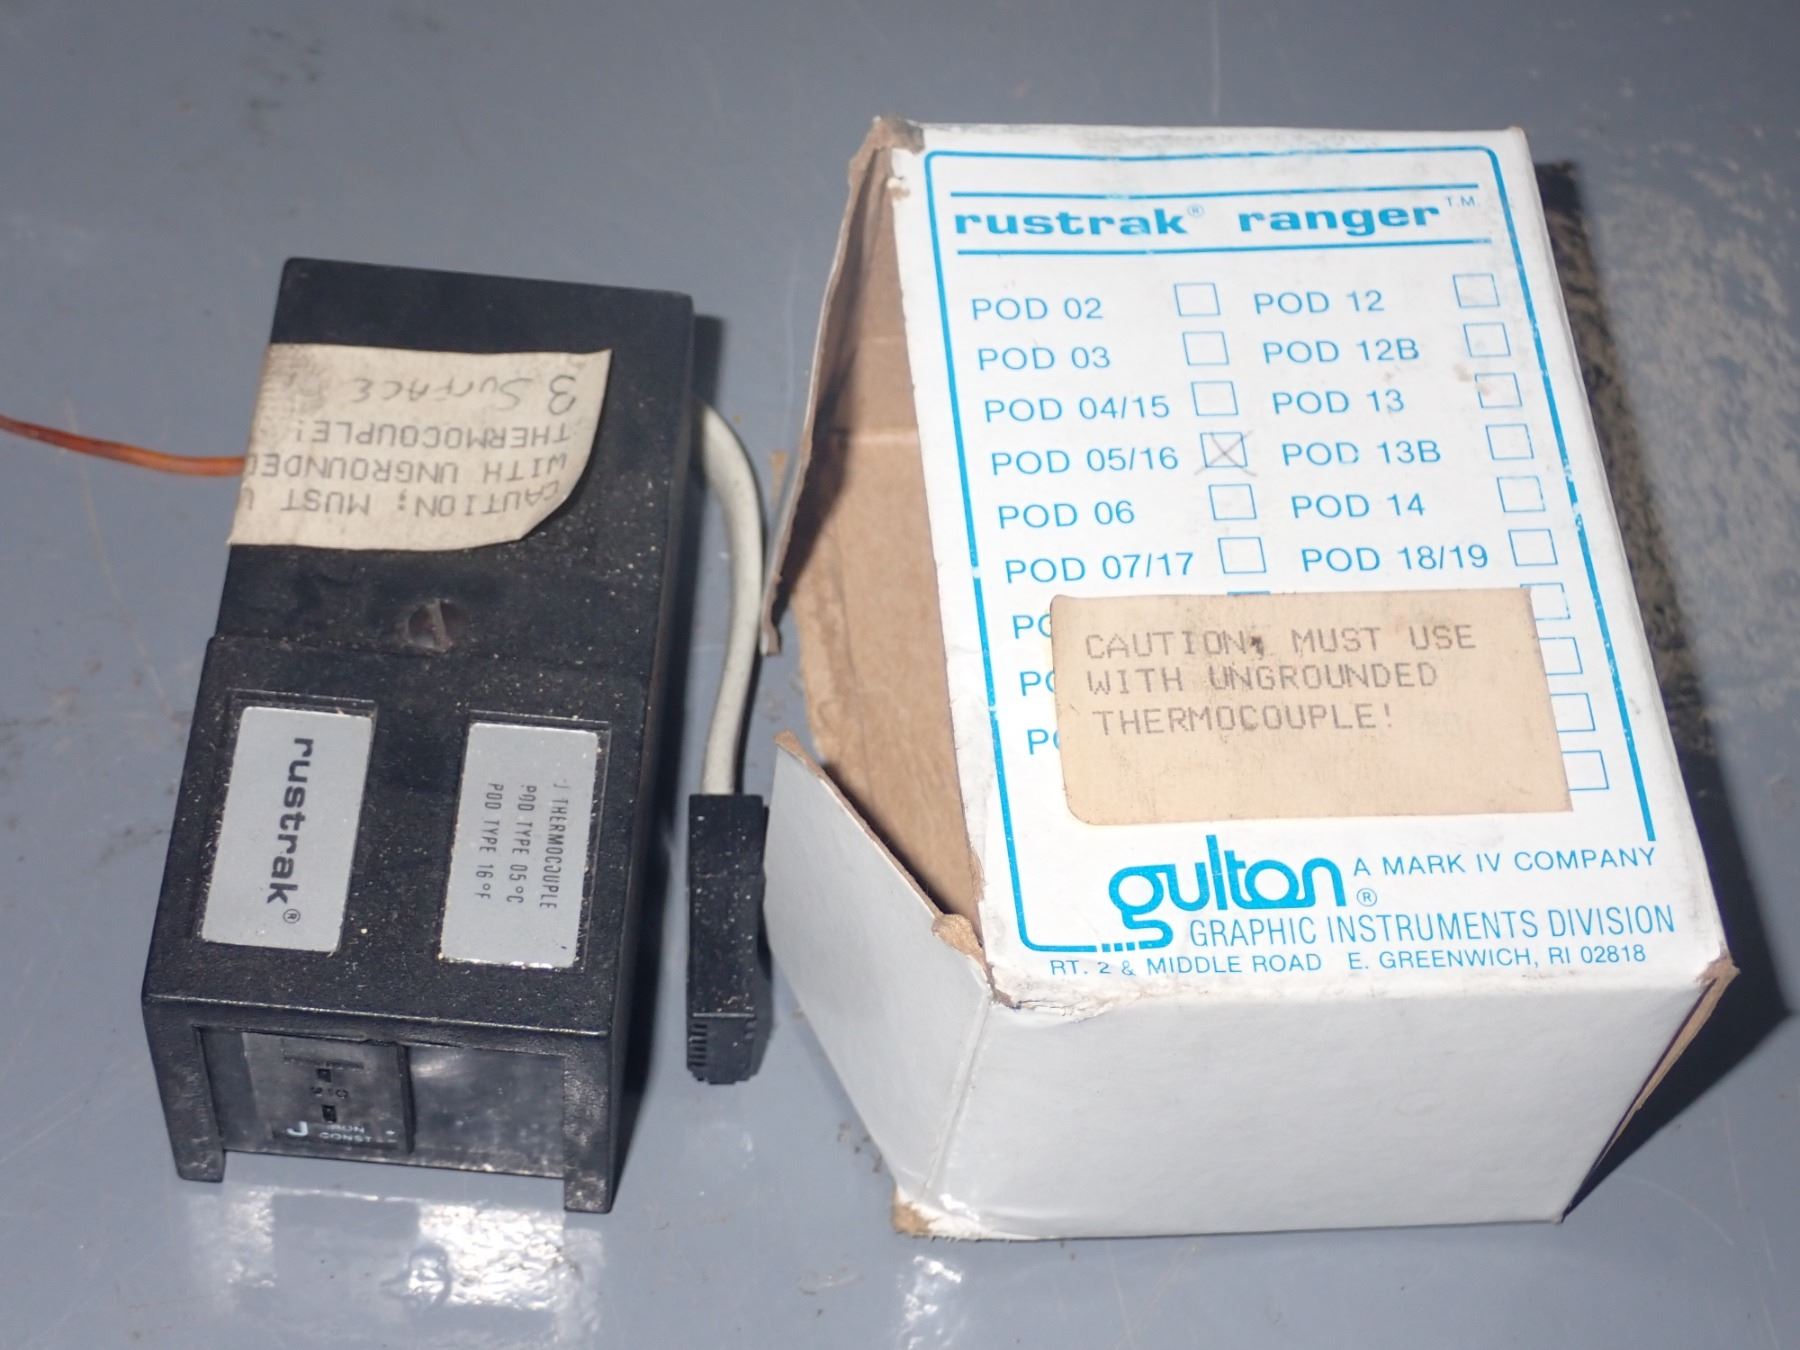 3 SURFACE
CAUTION: MUST
WITH UNGROUNDED
THERMOCOUPLE!
rustrak®
J THERMOCOUPLE
POD TYPE 05°C
POD TYPE 16°F
J
CONST
rustrak® ranger T.M.
POD 02 POD 12
POD 03 POD 12B
POD 04/15 POD 13
POD 05/16 POD 13B
POD 06 POD 14
POD 07/17 POD 18/19
CAUTION; MUST USE
WITH UNGROUNDED
THERMOCOUPLE!
gulton® A MARK IV COMPANY
GRAPHIC INSTRUMENTS DIVISION
RT. 2 & MIDDLE ROAD E. GREENWICH, RI 02818